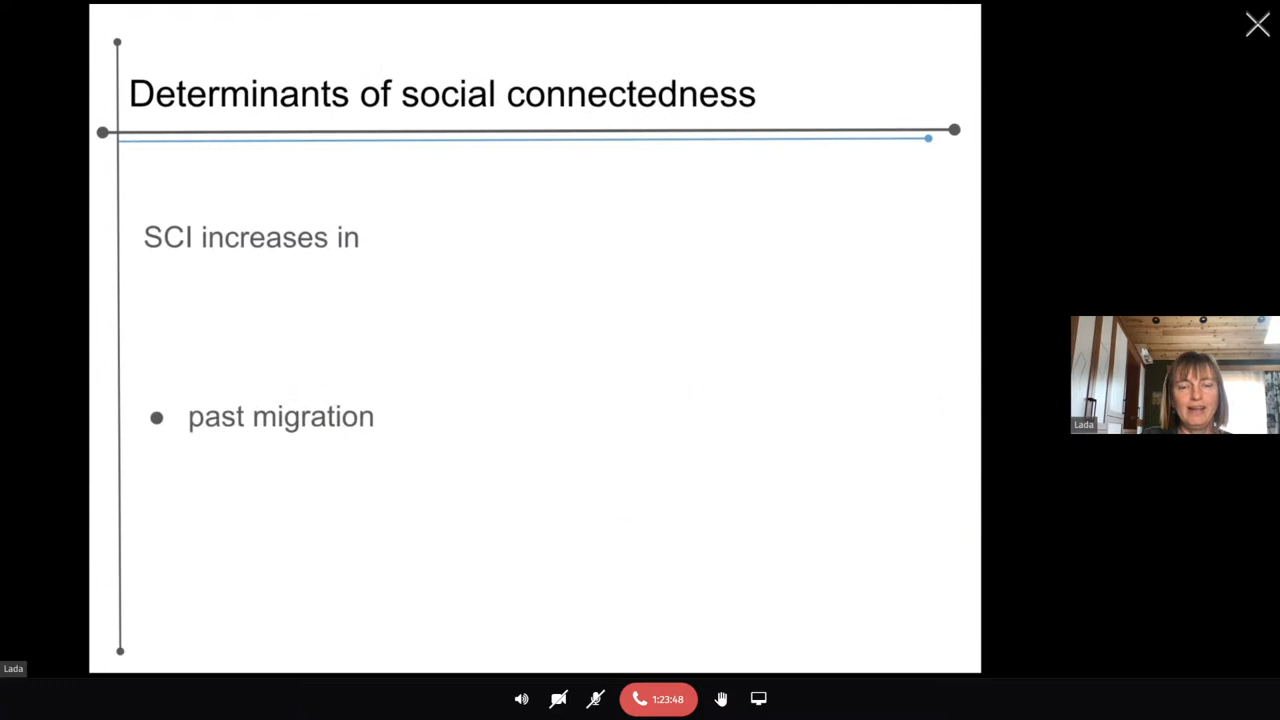 Determinants of social connectedness
SCI increases in
● past migration
Lada
Lada
1:23:48